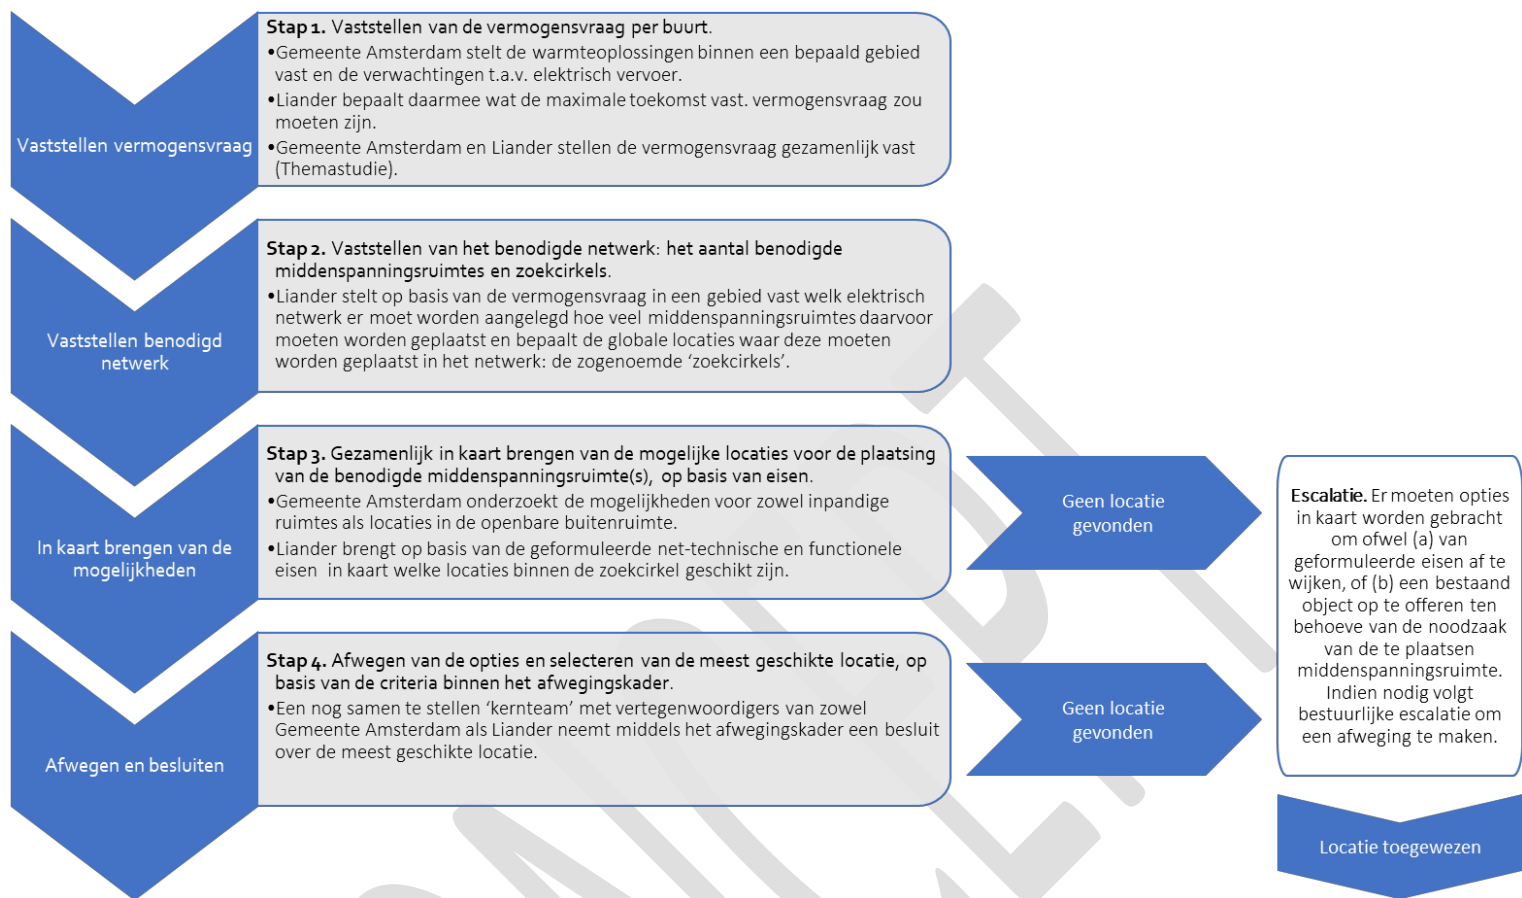 Vaststellen vermogensvraag
Stap 1. Vaststellen van de vermogensvraag per buurt.
•Gemeente Amsterdam stelt de warmteoplossingen binnen een bepaald gebied
vast en de verwachtingen t.a.v. elektrisch vervoer.
•Liander bepaalt daarmee wat de maximale toekomst vast. vermogensvraag zou
moeten zijn.
•Gemeente Amsterdam en Liander stellen de vermogensvraag gezamenlijk vast
(Themastudie).
Vaststellen benodigd
netwerk
Stap 2. Vaststellen van het benodigde netwerk: het aantal benodigde
middenspanningsruimtes en zoekcirkels.
•Liander stelt op basis van de vermogensvraag in een gebied vast welk elektrisch
netwerk er moet worden aangelegd hoe veel middenspanningsruimtes daarvoor
moeten worden geplaatst en bepaalt de globale locaties waar deze moeten
worden geplaatst in het netwerk: de zogenoemde ‘zoekcirkels’.
In kaart brengen van de
mogelijkheden
Stap 3. Gezamenlijk in kaart brengen van de mogelijke locaties voor de plaatsing
van de benodigde middenspanningsruimte(s), op basis van eisen.
•Gemeente Amsterdam onderzoekt de mogelijkheden voor zowel inpandige
ruimtes als locaties in de openbare buitenruimte.
•Liander brengt op basis van de geformuleerde net-technische en functionele
eisen in kaart welke locaties binnen de zoekcirkel geschikt zijn.
Geen locatie
gevonden
Afwegen en besluiten
Stap 4. Afwegen van de opties en selecteren van de meest geschikte locatie, op
basis van de criteria binnen het afwegingskader.
•Een nog samen te stellen ‘kernteam’ met vertegenwoordigers van zowel
Gemeente Amsterdam als Liander neemt middels het afwegingskader een besluit
over de meest geschikte locatie.
Geen locatie
gevonden
Escalatie. Er moeten opties
in kaart worden gebracht
om ofwel (a) van
geformuleerde eisen af te
wijken, of (b) een bestaand
object op te offeren ten
behoeve van de noodzaak
van de te plaatsen
middenspanningsruimte.
Indien nodig volgt
bestuurlijke escalatie om
een afweging te maken.
Locatie toegewezen